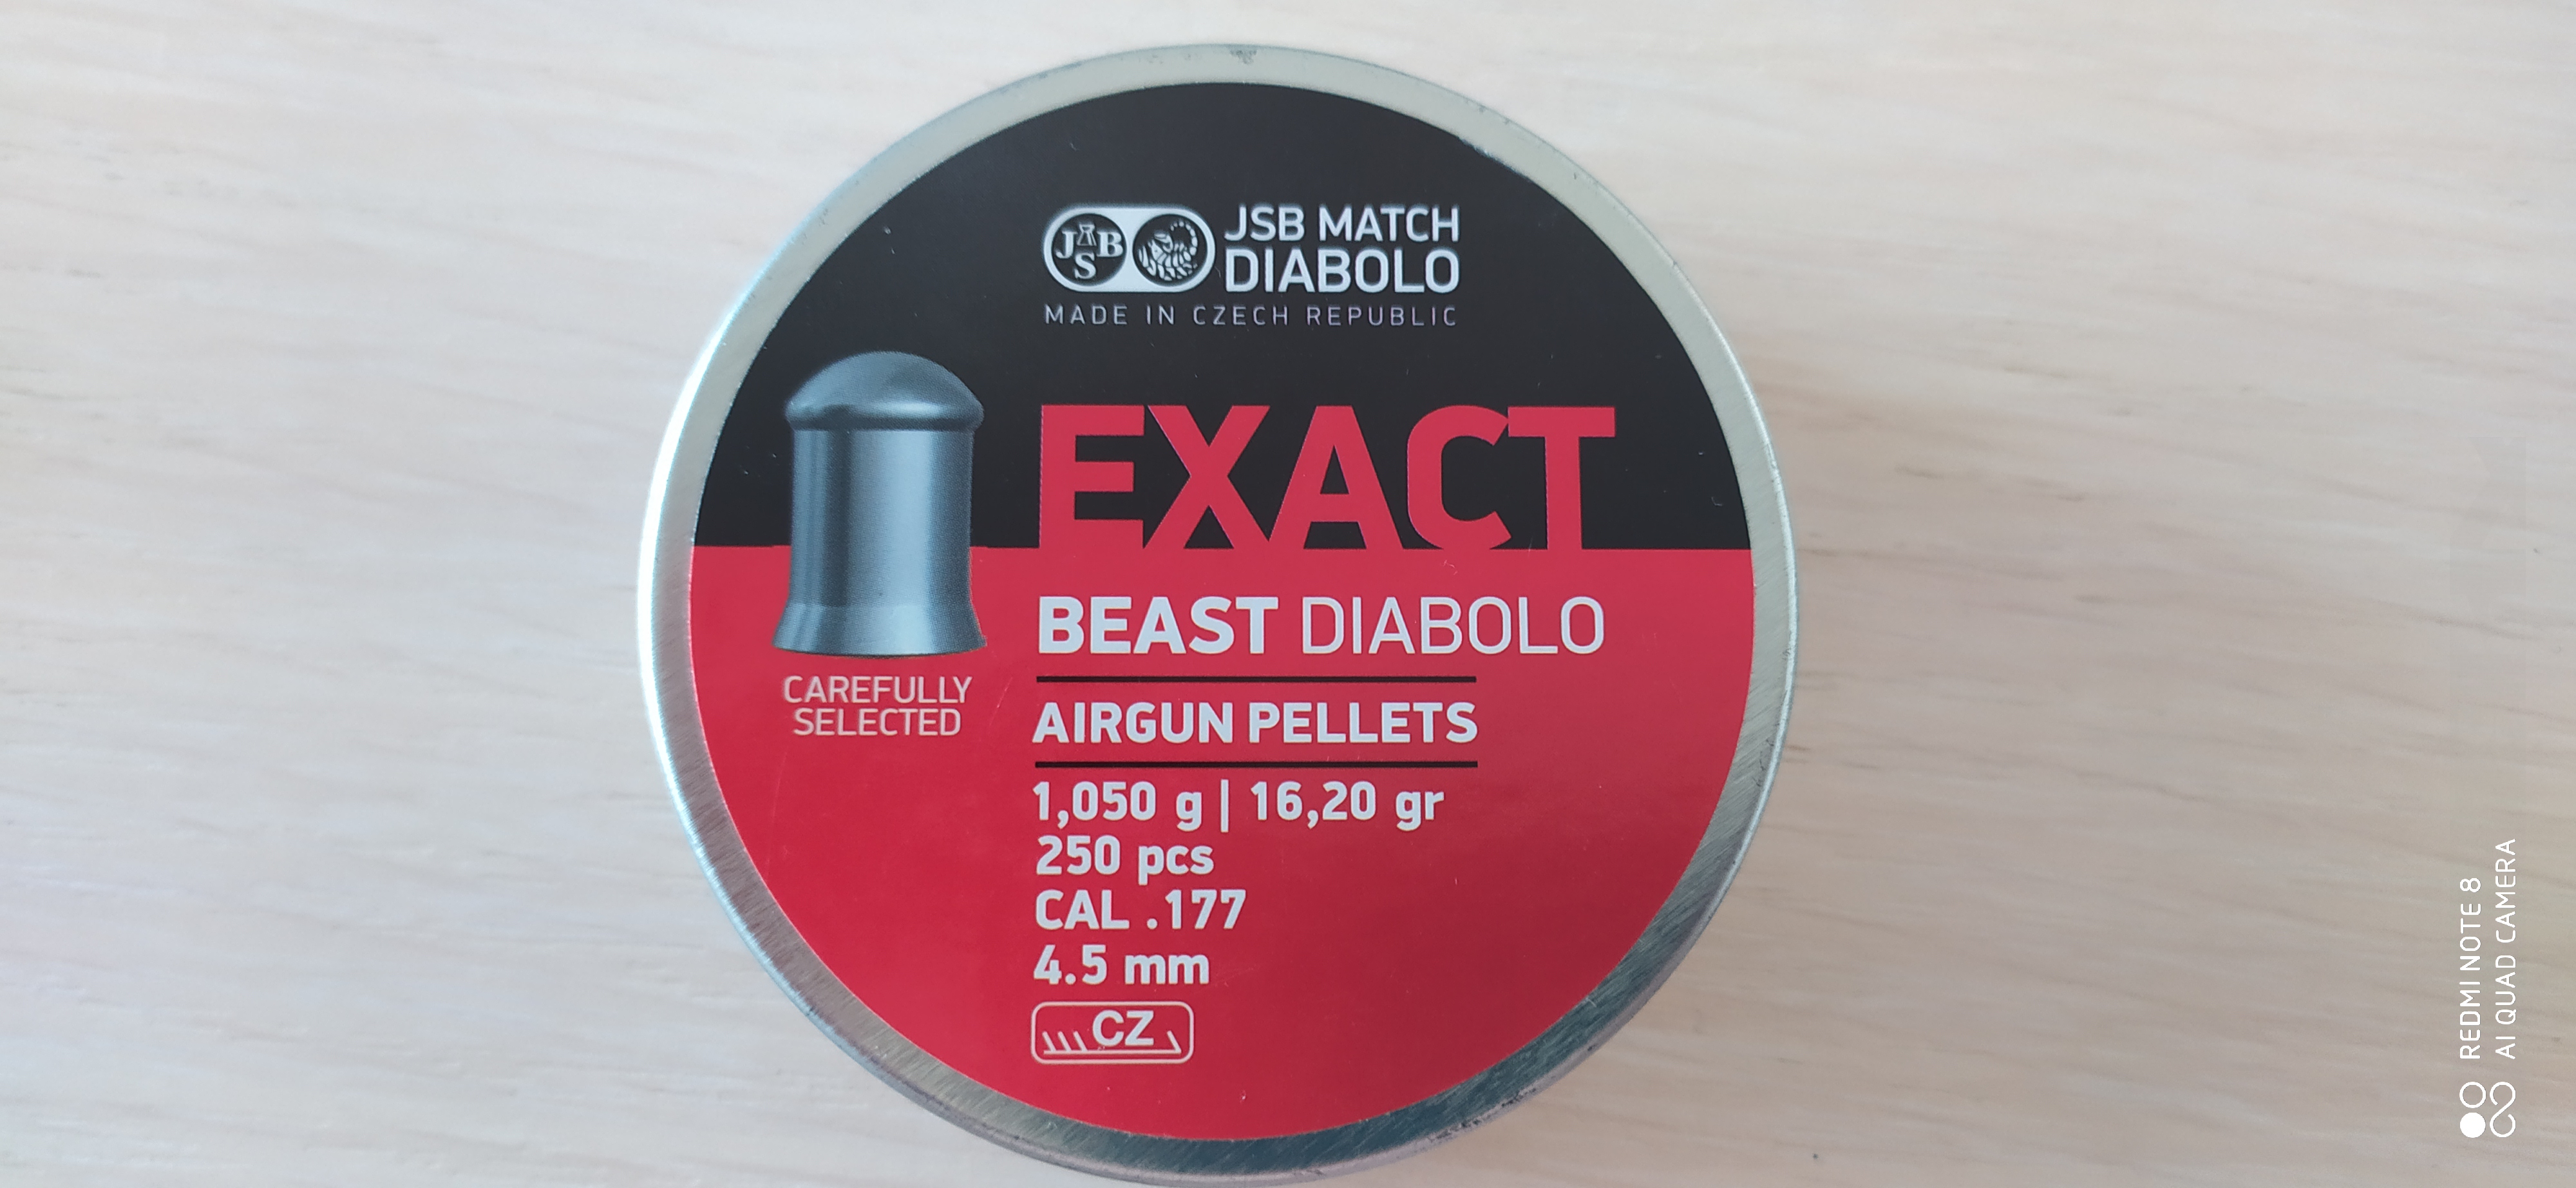 JSB
JSB MATCH
DIABOLO
MADE IN CZECH REPUBLIC
EXACT
BEAST DIABOLO
CAREFULLY
SELECTED
AIRGUN PELLETS
1,050 g | 16,20 gr
250 pcs
CAL .177
4.5 mm
CZ
REDMI NOTE 8
AI QUAD CAMERA